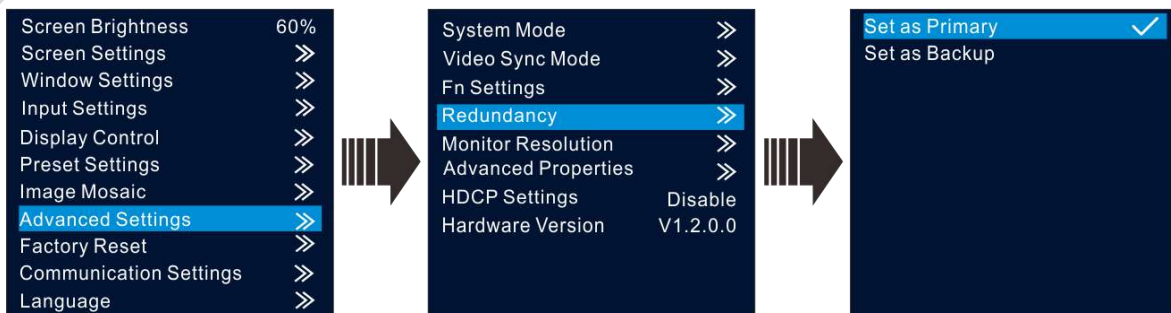 Screen Brightness 60%
Screen Settings
Window Settings
Input Settings
Display Control
Preset Settings
Image Mosaic
Advanced Settings
Factory Reset
Communication Settings
Language
System Mode
Video Sync Mode
Fn Settings
Redundancy
Monitor Resolution
Advanced Properties
HDCP Settings Disable
Hardware Version V1.2.0.0
Set as Primary
Set as Backup